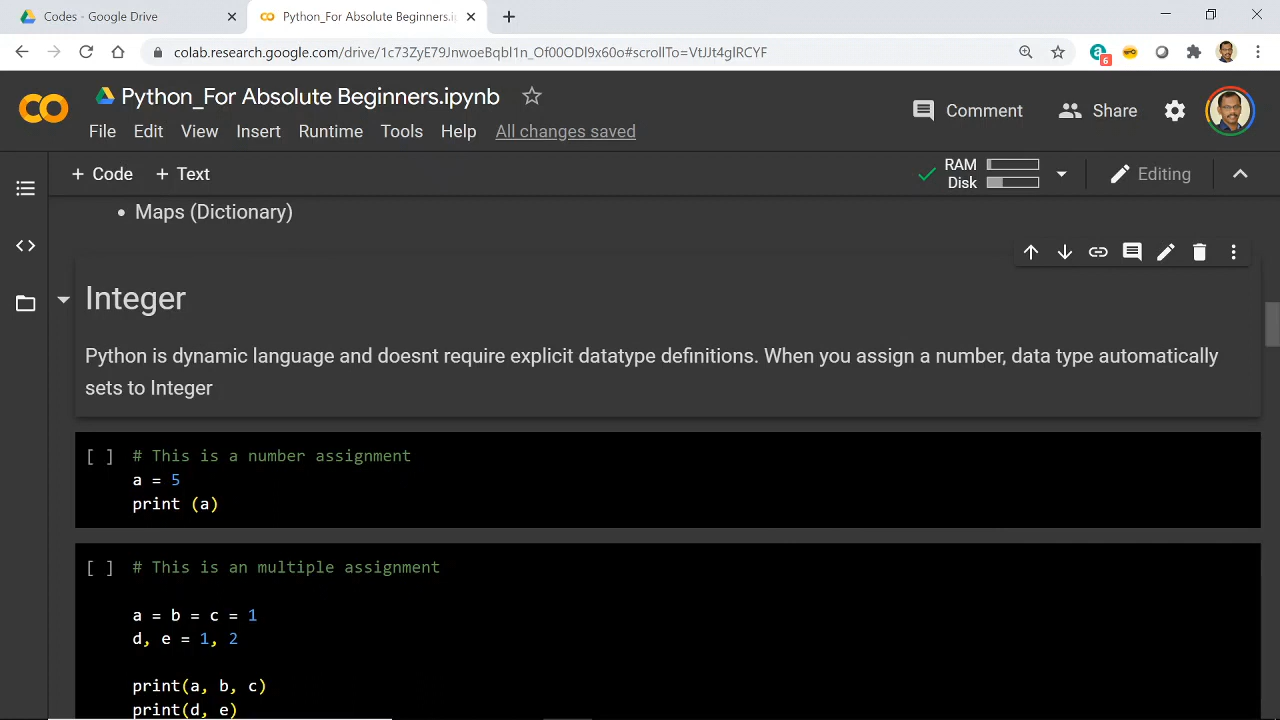 Codes - Google Drive
Python_For Absolute Beginners.i
colab.research.google.com/drive/1c73ZyE79JnwoeBqbI1n_Of00ODl9x60o#scrollTo=VtJJt4gIRCYF
6
Python_For Absolute Beginners.ipynb
Comment
Share
File Edit View Insert Runtime Tools Help All changes saved
+ Code + Text
RAM
Disk
Editing
• Maps (Dictionary)
Integer
Python is dynamic language and doesnt require explicit datatype definitions. When you assign a number, data type automatically
sets to Integer
[ ] # This is a number assignment
a = 5
print (a)
[ ] # This is an multiple assignment
a = b = c = 1
d, e = 1, 2
print(a, b, c)
print(d, e)